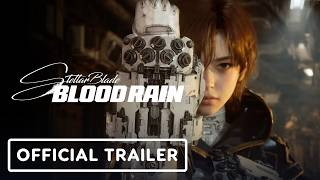 Stellar Blade
BLOOD RAIN
OFFICIAL TRAILER